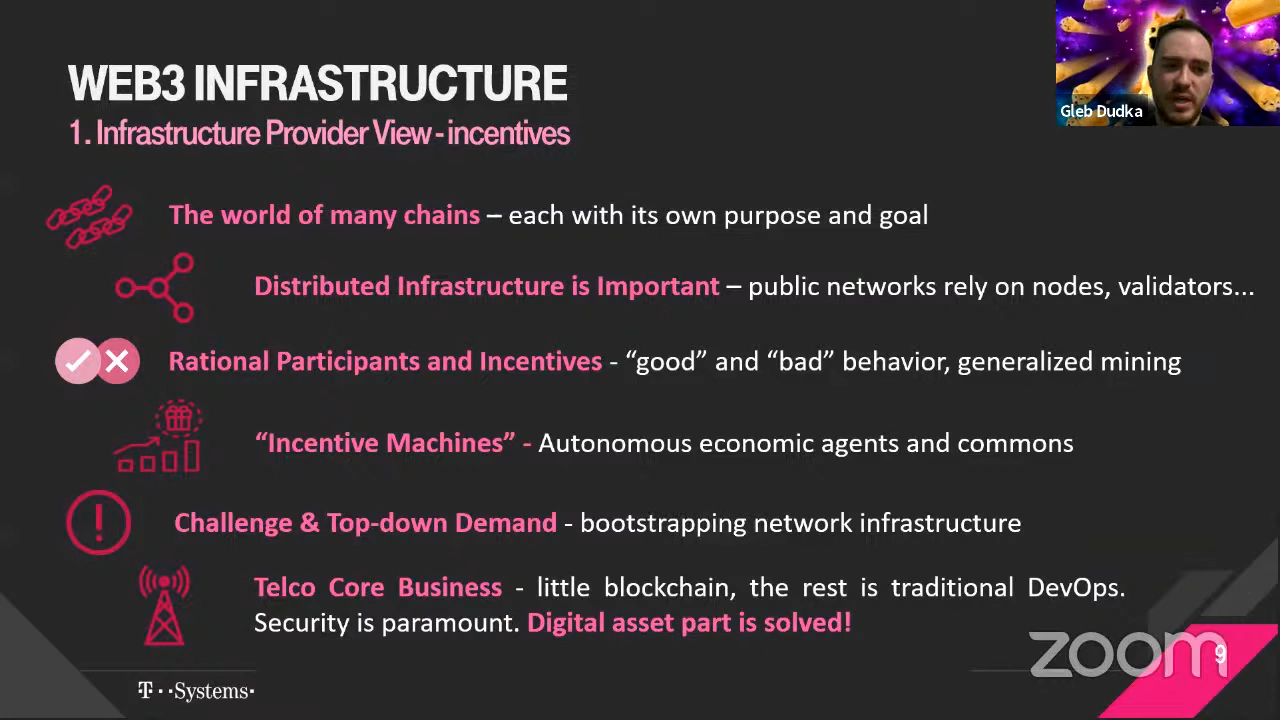 WEB3 INFRASTRUCTURE
1. Infrastructure Provider View - incentives
Gleb Dudka
The world of many chains – each with its own purpose and goal
Distributed Infrastructure is Important – public networks rely on nodes, validators...
Rational Participants and Incentives - “good” and “bad” behavior, generalized mining
“Incentive Machines” - Autonomous economic agents and commons
Challenge & Top-down Demand - bootstrapping network infrastructure
Telco Core Business - little blockchain, the rest is traditional DevOps.
Security is paramount. Digital asset part is solved!
T··Systems·
zoom
9